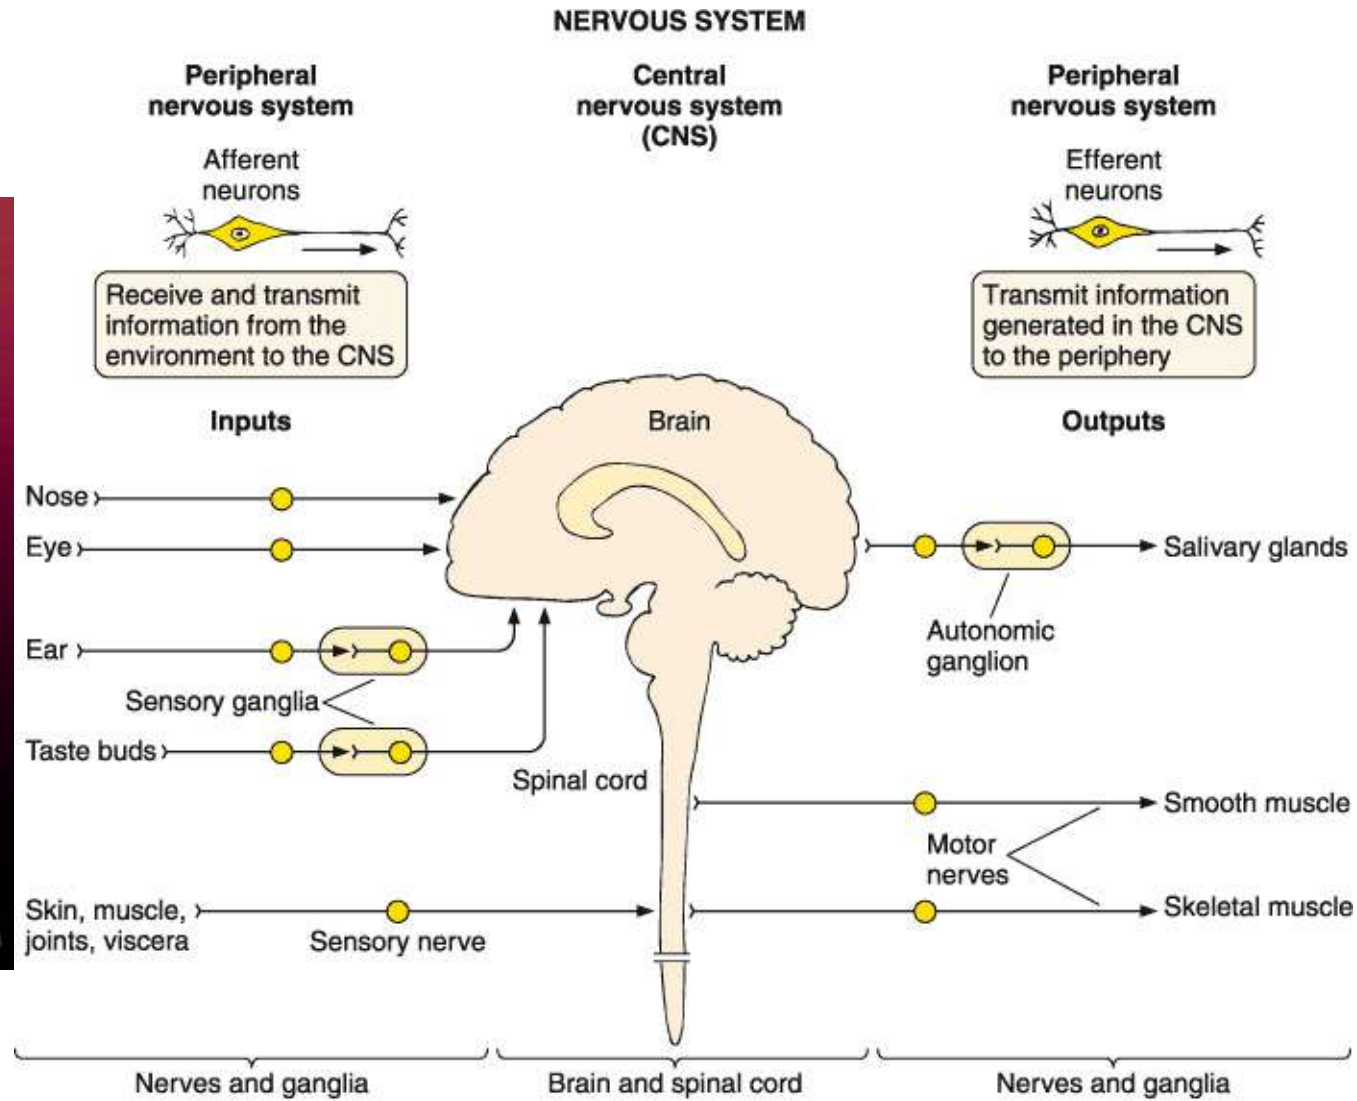 NERVOUS SYSTEM
Peripheral
nervous system
Central
nervous system
(CNS)
Peripheral
nervous system
Afferent
neurons
Efferent
neurons
Receive and transmit
information from the
environment to the CNS
Transmit information
generated in the CNS
to the periphery
Inputs
Brain
Outputs
Nose
Eye
Salivary glands
Autonomic
ganglion
Ear
Sensory ganglia
Taste buds
Spinal cord
Smooth muscle
Motor
nerves
Skin, muscle,
joints, viscera
Sensory nerve
Skeletal muscle
Nerves and ganglia
Brain and spinal cord
Nerves and ganglia